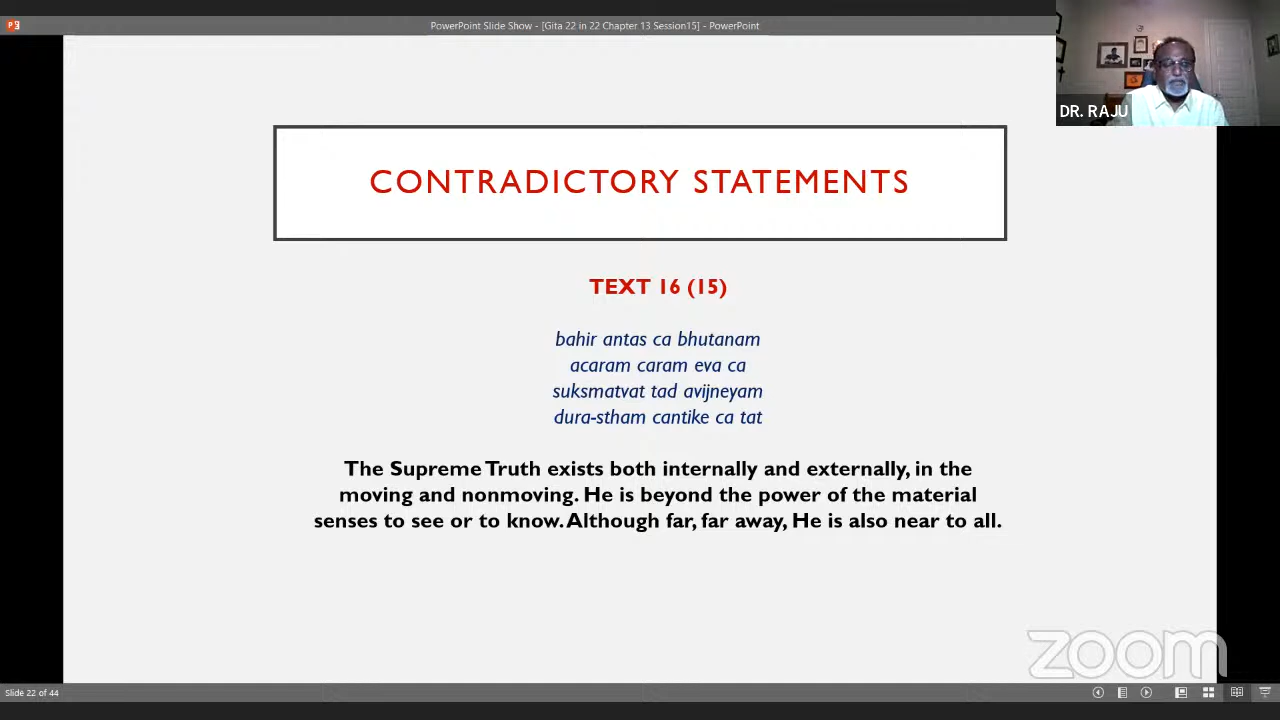 PowerPoint Slide Show - [Gita 22 in 22 Chapter 13 Session15] - PowerPoint
DR. RAJU
CONTRADICTORY STATEMENTS
TEXT 16 (15)
bahir antas ca bhutanam
acaram caram eva ca
suksmatvat tad avijneyam
dura-stham cantike ca tat
The Supreme Truth exists both internally and externally, in the
moving and nonmoving. He is beyond the power of the material
senses to see or to know. Although far, far away, He is also near to all.
zoom
Slide 22 of 44